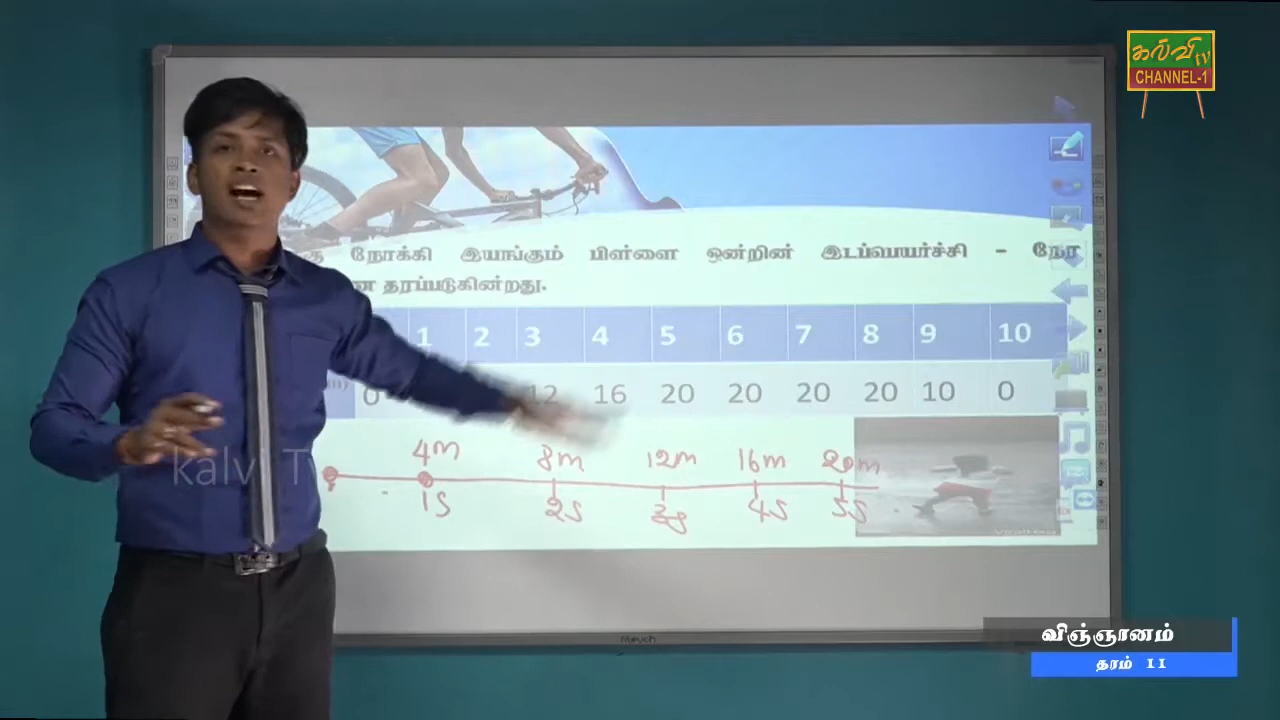 கல்வி TV
CHANNEL-1
நோக்கி இயங்கும் பிள்ளை ஒன்றின் இடப்பெயர்ச்சி - நேர
தரப்படுகின்றது.
1 2 3 4 5 6 7 8 9 10
0 12 16 20 20 20 20 10 0
4m 8m 12m 16m 20m
1s 2s 3s 4s 5s
kalvi TV
விஞ்ஞானம்
தரம் 11